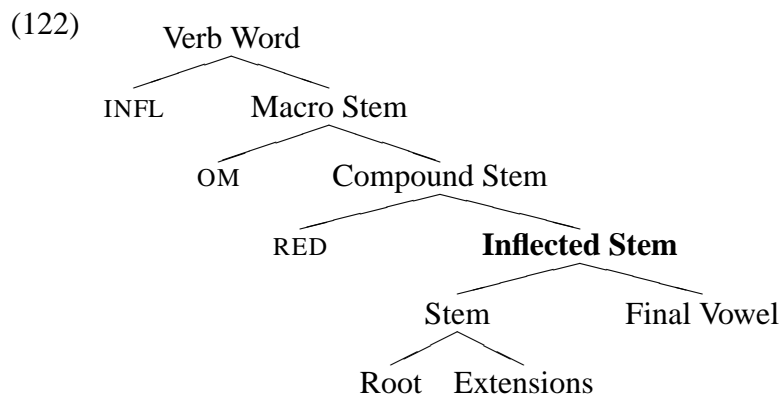 (122)
Verb Word
INFL Macro Stem
OM Compound Stem
RED Inflected Stem
Stem Final Vowel
Root Extensions